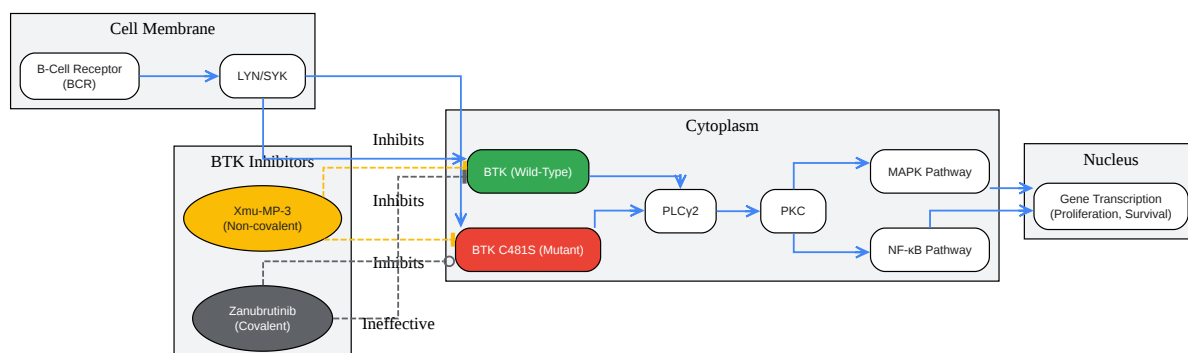 Cell Membrane
B-Cell Receptor
(BCR)
LYN/SYK
Inhibits
Cytoplasm
BTK Inhibitors
BTK (Wild-Type)
MAPK Pathway
Nucleus
Inhibits
Xmu-MP-3
(Non-covalent)
PLCγ2
PKC
Gene Transcription
(Proliferation, Survival)
BTK C481S (Mutant)
NF-κB Pathway
Inhibits
Zanubrutinib
(Covalent)
Ineffective